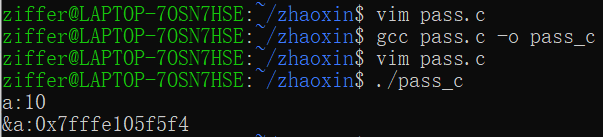 ziffer@LAPTOP-7OSN7HSE:~/zhaoxin$ vim pass.c
ziffer@LAPTOP-7OSN7HSE:~/zhaoxin$ gcc pass.c -o pass_c
ziffer@LAPTOP-7OSN7HSE:~/zhaoxin$ vim pass.c
ziffer@LAPTOP-7OSN7HSE:~/zhaoxin$ ./pass_c
a:10
&a:0x7fffe105f5f4